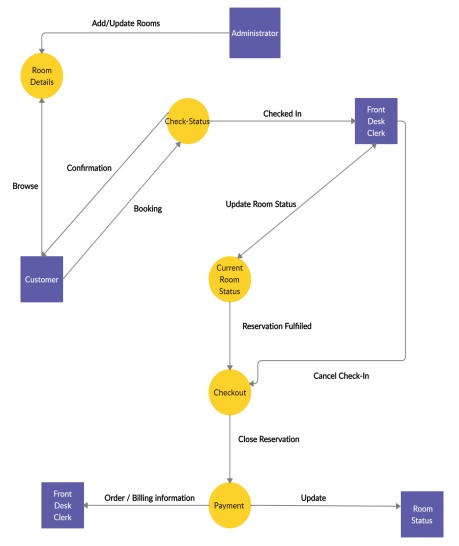 Add/Update Rooms
Administrator
Room
Details
Check-Status
Checked In
Front
Desk
Clerk
Confirmation
Browse
Booking
Update Room Status
Customer
Current
Room
Status
Reservation Fulfilled
Cancel Check-In
Checkout
Close Reservation
Front
Desk
Clerk
Order / Billing information
Payment
Update
Room
Status